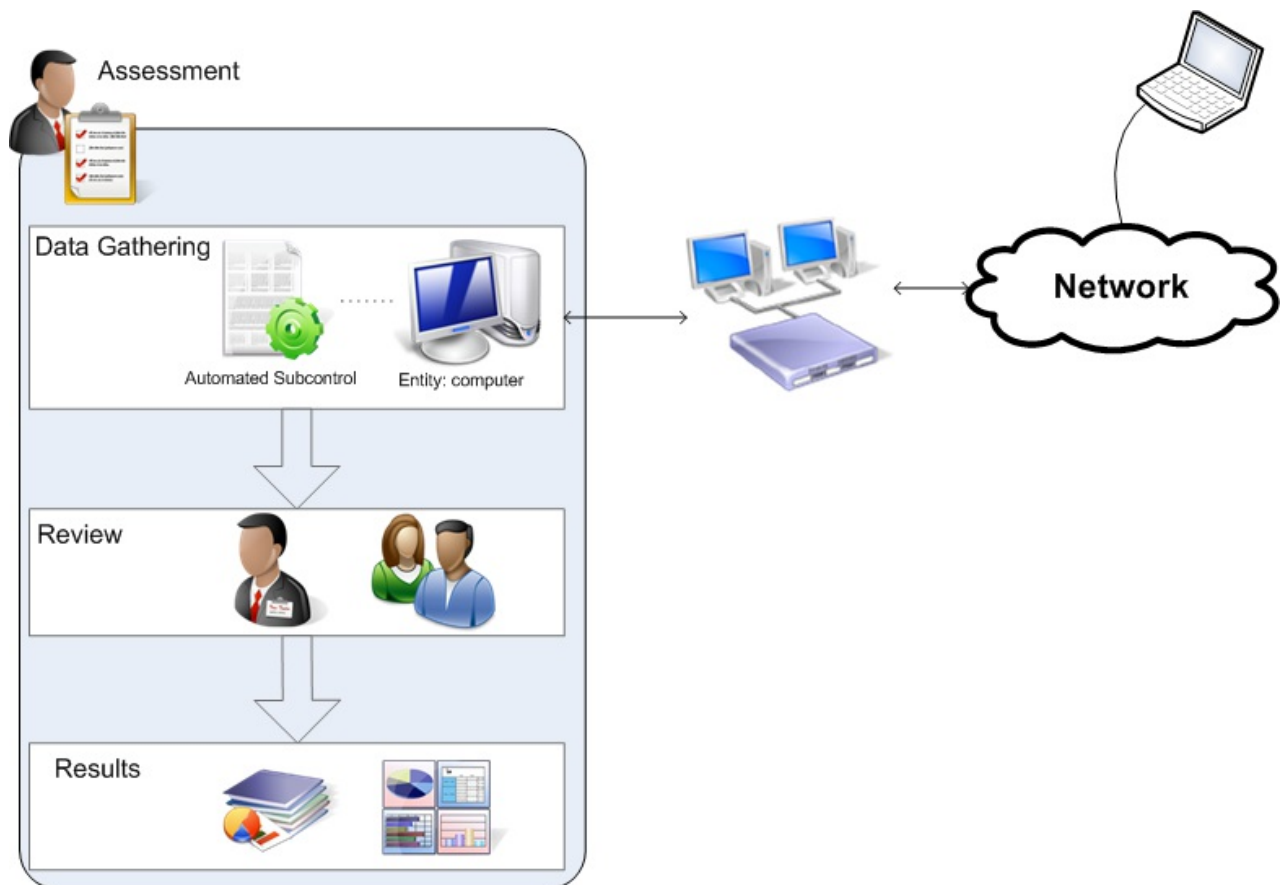 Assessment
Data Gathering
Automated Subcontrol
Entity: computer
Network
Review
Results